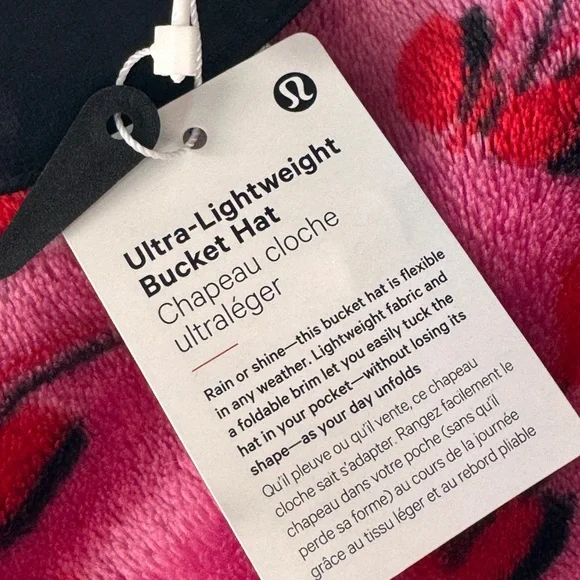 Ultra-Lightweight
Bucket Hat
Chapeau cloche
ultraléger
Rain or shine—this bucket hat is flexible
in any weather. Lightweight fabric and
a foldable brim let you easily tuck the
hat in your pocket—without losing its
shape—as your day unfolds
Qu'il pleuve ou qu'il vente, ce chapeau
cloche sait s'adapter. Rangez facilement le
chapeau dans votre poche (sans qu'il
perde sa forme) au cours de la journée
grâce au tissu léger et au rebord pliable